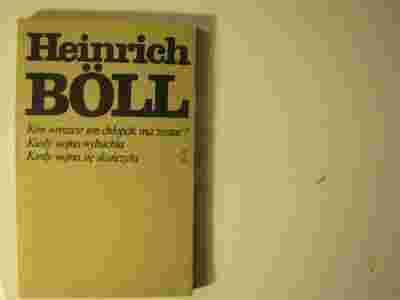 Heinrich
BÖLL
Kim wreszcie ten chłopak ma zostać?
Kiedy wojna wybuchła
Kiedy wojna się skończyła